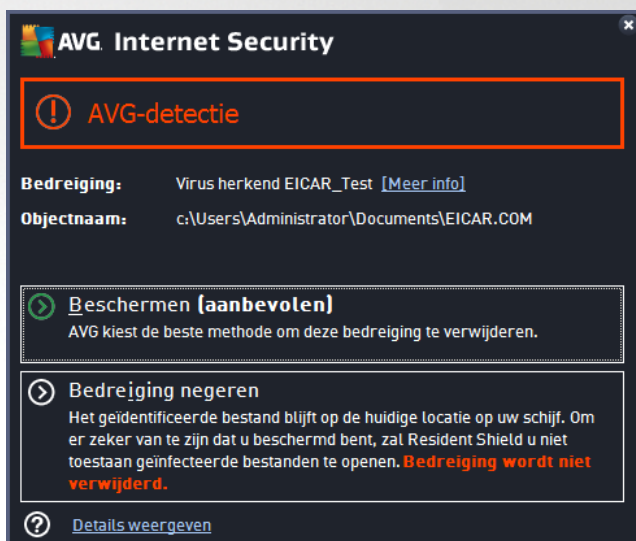 AVG. Internet Security
AVG-detectie
Bedreiging: Virus herkend EICAR_Test [Meer info]
Objectnaam: c:\Users\Administrator\Documents\EICAR.COM
Beschermen (aanbevolen)
AVG kiest de beste methode om deze bedreiging te verwijderen.
Bedreiging negeren
Het geïdentificeerde bestand blijft op de huidige locatie op uw schijf. Om
er zeker van te zijn dat u beschermd bent, zal Resident Shield u niet
toestaan geïnfecteerde bestanden te openen. Bedreiging wordt niet
verwijderd.
Details weergeven